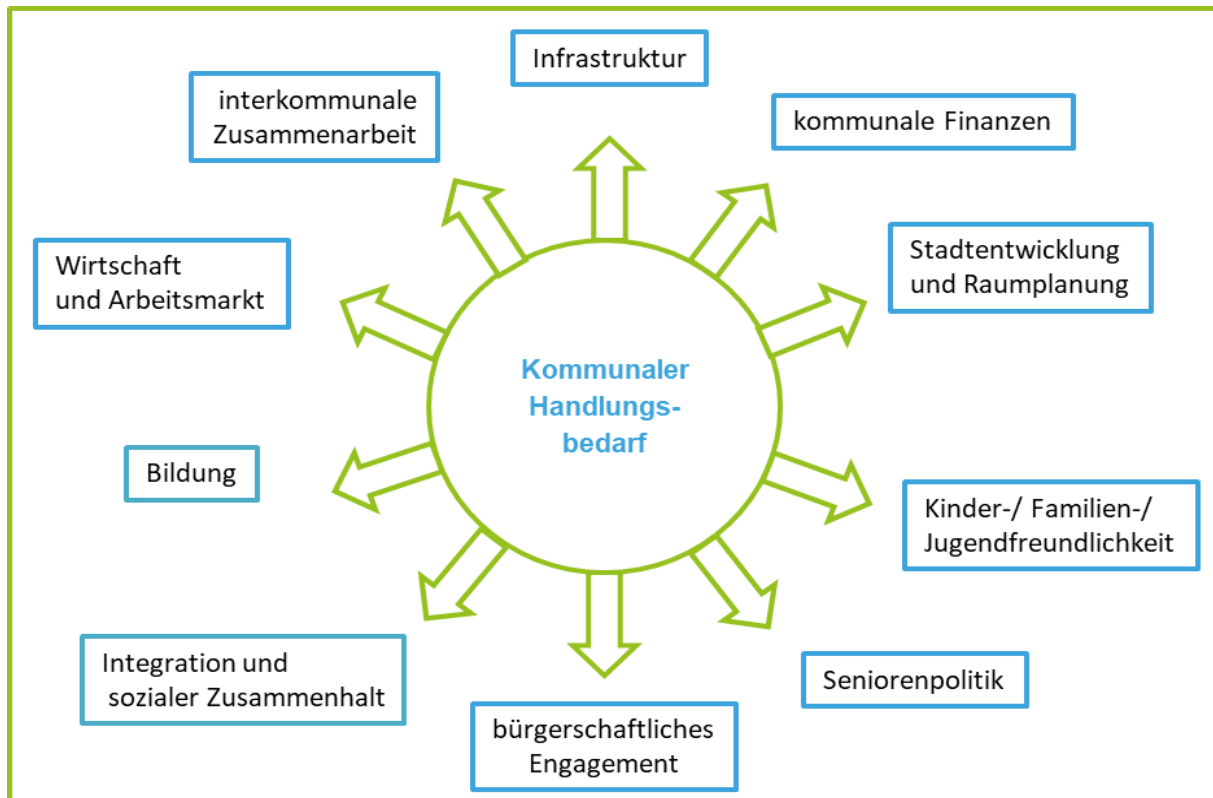 Infrastruktur
interkommunale
Zusammenarbeit
kommunale Finanzen
Wirtschaft
und Arbeitsmarkt
Stadtentwicklung
und Raumplanung
Kommunaler
Handlungs-
bedarf
Bildung
Kinder-/ Familien-/
Jugendfreundlichkeit
Integration und
sozialer Zusammenhalt
Seniorenpolitik
bürgerschaftliches
Engagement